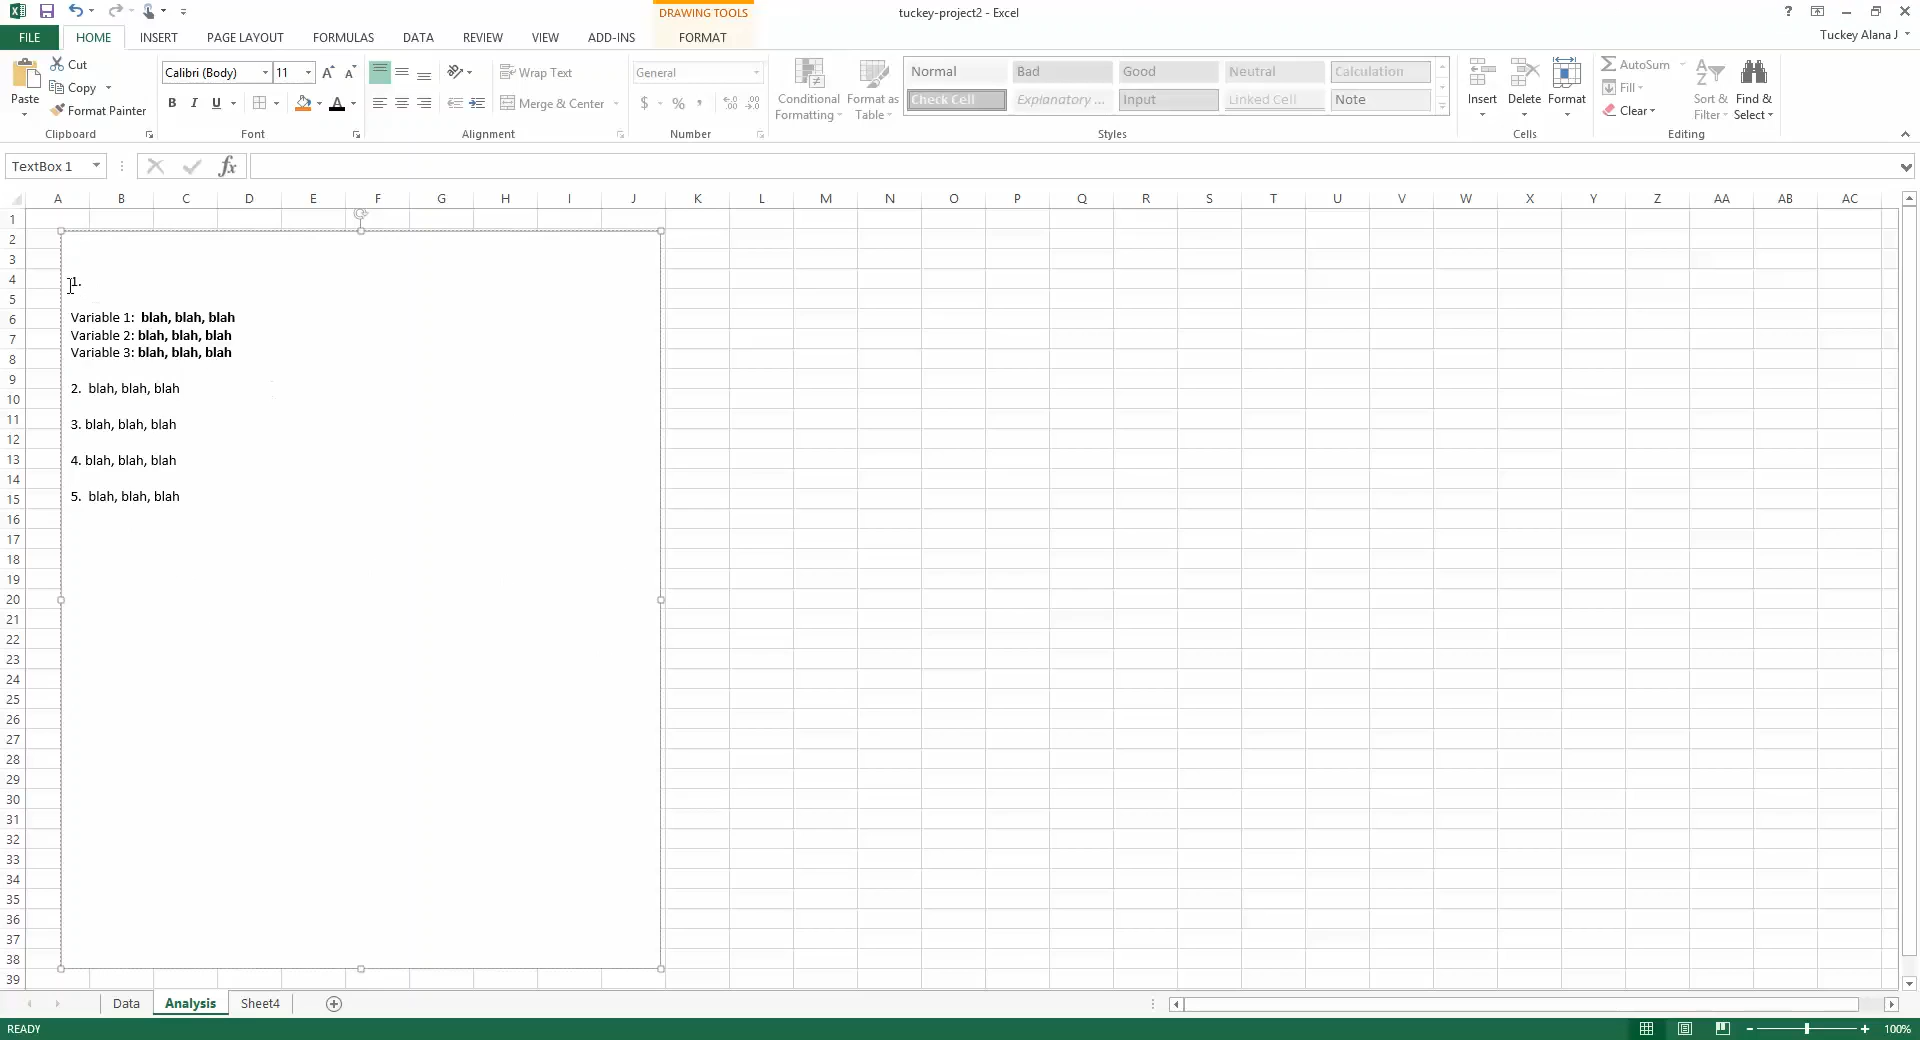 tuckey-project2 - Excel
DRAWING TOOLS
?
FILE HOME INSERT PAGE LAYOUT FORMULAS DATA REVIEW VIEW ADD-INS FORMAT
Tuckey Alana J
Paste
Cut
Copy
Format Painter
Clipboard
Calibri (Body) 11
A A
B I U A
Font
Wrap Text
Merge & Center
Alignment
General
$ % ,
Number
Conditional Formatting
Format as Table
Normal Bad Good Neutral Calculation
Check Cell Explanatory ... Input Linked Cell Note
Styles
Insert Delete Format
Cells
AutoSum
Fill
Clear
Sort & Filter
Find & Select
Editing
TextBox 1
fx
A B C D E F G H I J K L M N O P Q R S T U V W X Y Z AA AB AC
1
2
3
4
5
6
7
8
9
10
11
12
13
14
15
16
17
18
19
20
21
22
23
24
25
26
27
28
29
30
31
32
33
34
35
36
37
38
39
1.
Variable 1: blah, blah, blah
Variable 2: blah, blah, blah
Variable 3: blah, blah, blah
2. blah, blah, blah
3. blah, blah, blah
4. blah, blah, blah
5. blah, blah, blah
Data Analysis Sheet4
READY
100%